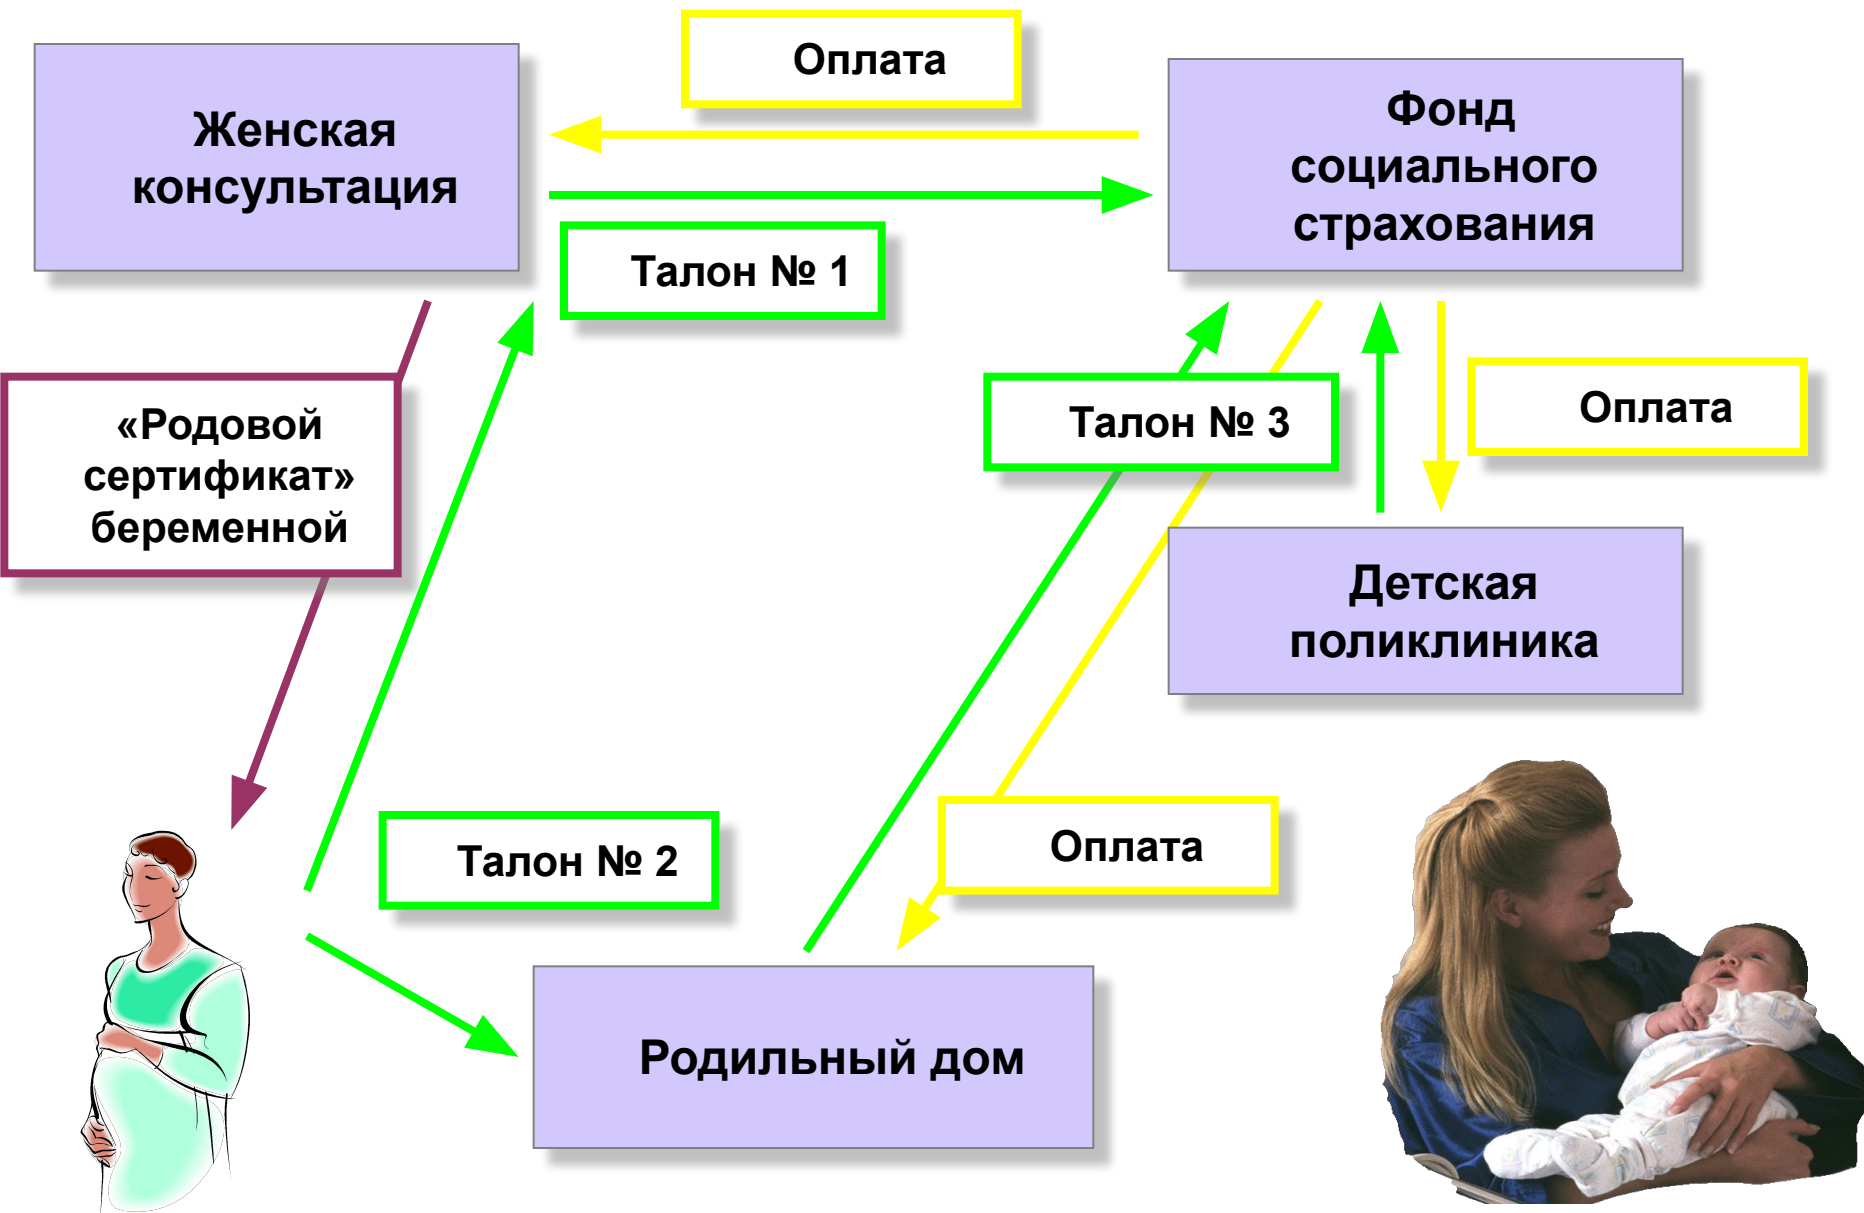 Оплата
Женская
консультация
Фонд
социального
страхования
Талон № 1
«Родовой
сертификат»
беременной
Талон № 3
Оплата
Детская
поликлиника
Талон № 2
Оплата
Родильный дом